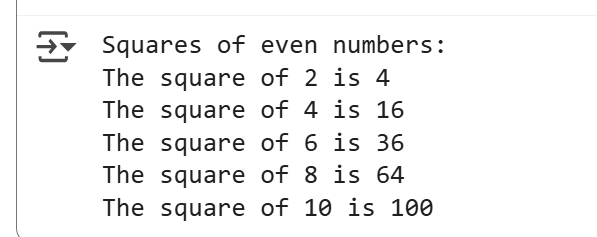 Squares of even numbers:
The square of 2 is 4
The square of 4 is 16
The square of 6 is 36
The square of 8 is 64
The square of 10 is 100